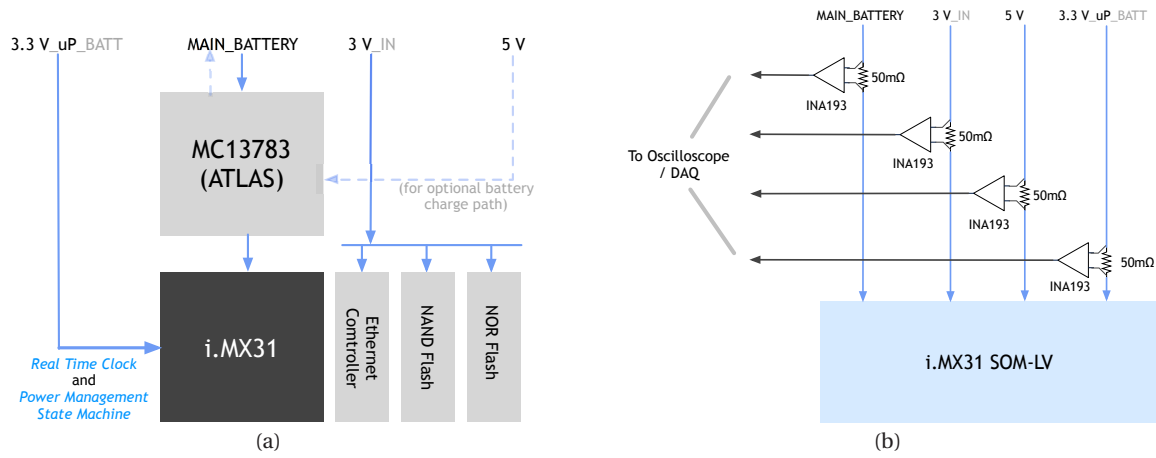 3.3 V_uP_BATT
MAIN_BATTERY
3 V_IN
5 V
MC13783
(ATLAS)
(for optional battery
charge path)
i.MX31
Ethernet
Comtroller
NAND Flash
NOR Flash
Real Time Clock
and
Power Management
State Machine
(a)
MAIN_BATTERY
3 V_IN
5 V
3.3 V_uP_BATT
50mΩ
INA193
50mΩ
INA193
To Oscilloscope
/ DAQ
50mΩ
INA193
50mΩ
INA193
i.MX31 SOM-LV
(b)